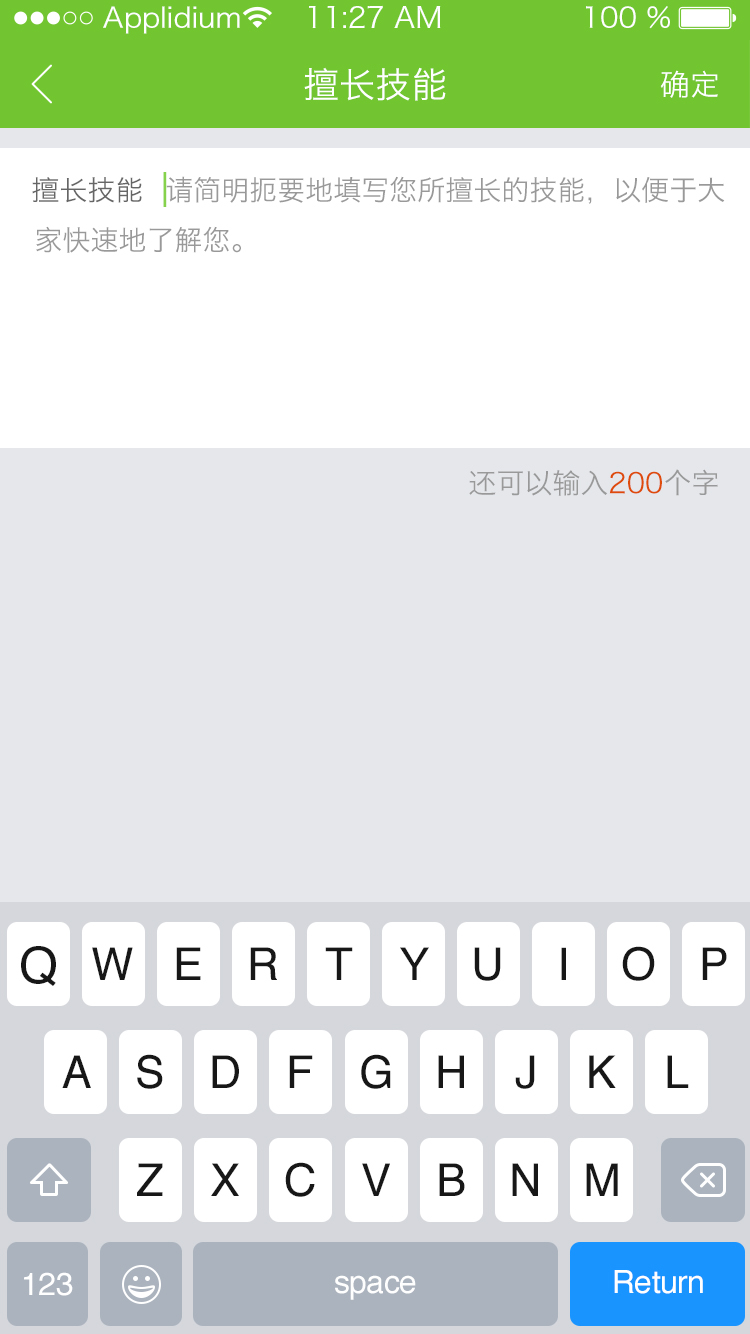 Applidium 11:27 AM 100 %
擅长技能 确定
擅长技能 请简明扼要地填写您所擅长的技能，以便于大
家快速地了解您。
还可以输入200个字
Q W E R T Y U I O P
A S D F G H J K L
Z X C V B N M
123 space Return